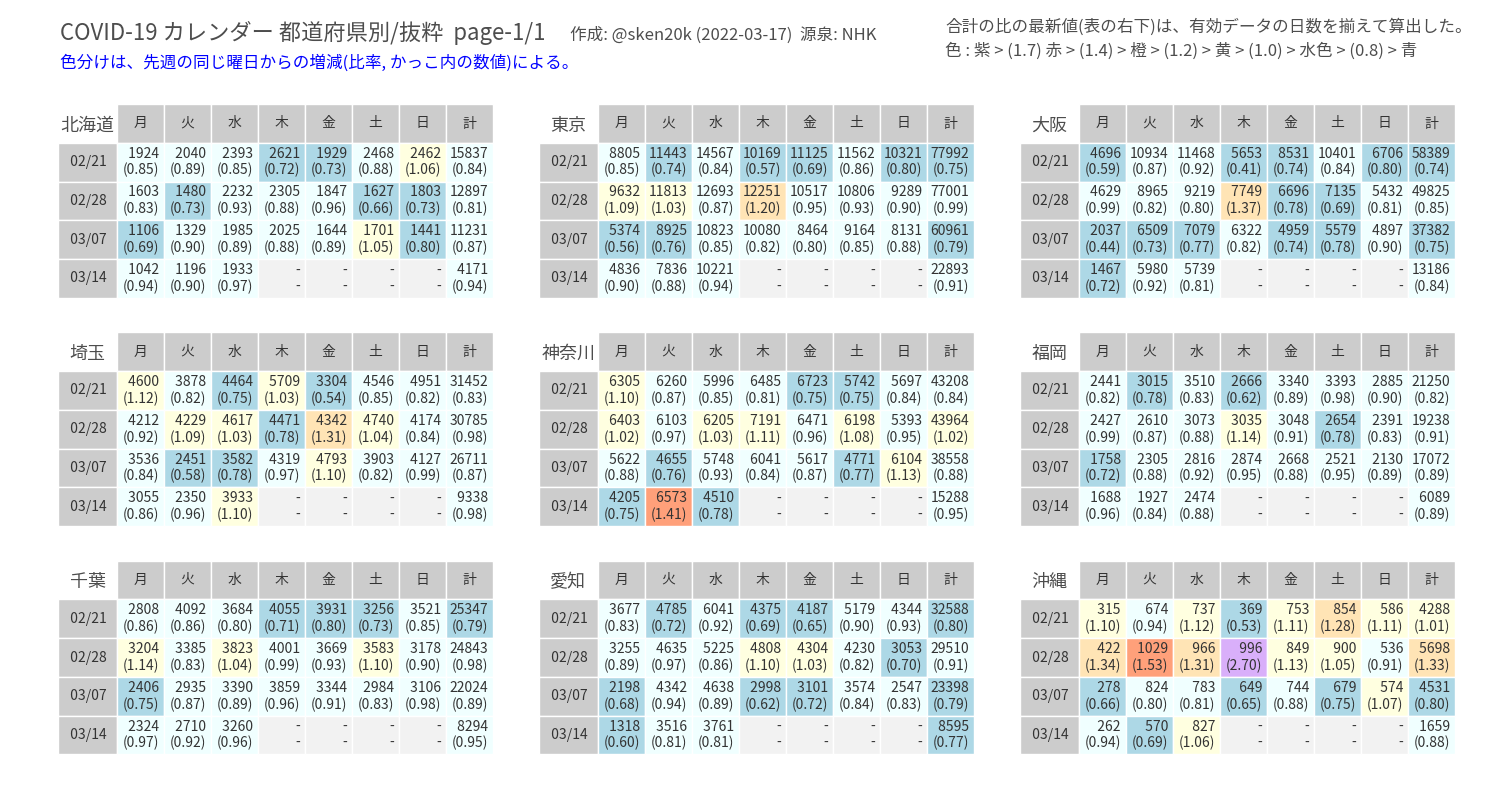 COVID-19 カレンダー 都道府県別/抜粋 page-1/1 作成: @sken20k (2022-03-17) 源泉: NHK
合計の比の最新値(表の右下)は、有効データの日数を揃えて算出した。
色分けは、先週の同じ曜日からの増減(比率, かっこ内の数値)による。
色 : 紫 > (1.7) 赤 > (1.4) 橙 > (1.2) 黄 > (1.0) > 水色 > (0.8) > 青
北海道 月 火 水 木 金 土 日 計
02/21 1924 2040 2393 2621 1929 2468 2462 15837
(0.85) (0.89) (0.85) (0.72) (0.73) (0.88) (1.06) (0.84)
02/28 1603 1480 2232 2305 1847 1627 1803 12897
(0.83) (0.73) (0.93) (0.88) (0.96) (0.66) (0.73) (0.81)
03/07 1106 1329 1985 2025 1644 1701 1441 11231
(0.69) (0.90) (0.89) (0.88) (0.89) (1.05) (0.80) (0.87)
03/14 1042 1196 1933 - - - - 4171
(0.94) (0.90) (0.97) - - - - (0.94)
東京 月 火 水 木 金 土 日 計
02/21 8805 11443 14567 10169 11125 11562 10321 77992
(0.85) (0.74) (0.84) (0.57) (0.69) (0.86) (0.80) (0.75)
02/28 9632 11813 12693 12251 10517 10806 9289 77001
(1.09) (1.03) (0.87) (1.20) (0.95) (0.93) (0.90) (0.99)
03/07 5374 8925 10823 10080 8464 9164 8131 60961
(0.56) (0.76) (0.85) (0.82) (0.80) (0.85) (0.88) (0.79)
03/14 4836 7836 10221 - - - - 22893
(0.90) (0.88) (0.94) - - - - (0.91)
大阪 月 火 水 木 金 土 日 計
02/21 4696 10934 11468 5653 8531 10401 6706 58389
(0.59) (0.87) (0.92) (0.41) (0.74) (0.84) (0.80) (0.74)
02/28 4629 8965 9219 7749 6696 7135 5432 49825
(0.99) (0.82) (0.80) (1.37) (0.78) (0.69) (0.81) (0.85)
03/07 2037 6509 7079 6322 4959 5579 4897 37382
(0.44) (0.73) (0.77) (0.82) (0.74) (0.78) (0.90) (0.75)
03/14 1467 5980 5739 - - - - 13186
(0.72) (0.92) (0.81) - - - - (0.84)
埼玉 月 火 水 木 金 土 日 計
02/21 4600 3878 4464 5709 3304 4546 4951 31452
(1.12) (0.82) (0.75) (1.03) (0.54) (0.85) (0.82) (0.83)
02/28 4212 4229 4617 4471 4342 4740 4174 30785
(0.92) (1.09) (1.03) (0.78) (1.31) (1.04) (0.84) (0.98)
03/07 3536 2451 3582 4319 4793 3903 4127 26711
(0.84) (0.58) (0.78) (0.97) (1.10) (0.82) (0.99) (0.87)
03/14 3055 2350 3933 - - - - 9338
(0.86) (0.96) (1.10) - - - - (0.98)
神奈川 月 火 水 木 金 土 日 計
02/21 6305 6260 5996 6485 6723 5742 5697 43208
(1.10) (0.87) (0.85) (0.81) (0.75) (0.75) (0.84) (0.84)
02/28 6403 6103 6205 7191 6471 6198 5393 43964
(1.02) (0.97) (1.03) (1.11) (0.96) (1.08) (0.95) (1.02)
03/07 5622 4655 5748 6041 5617 4771 6104 38558
(0.88) (0.76) (0.93) (0.84) (0.87) (0.77) (1.13) (0.88)
03/14 4205 6573 4510 - - - - 15288
(0.75) (1.41) (0.78) - - - - (0.95)
福岡 月 火 水 木 金 土 日 計
02/21 2441 3015 3510 2666 3340 3393 2885 21250
(0.82) (0.78) (0.83) (0.62) (0.89) (0.98) (0.90) (0.82)
02/28 2427 2610 3073 3035 3048 2654 2391 19238
(0.99) (0.87) (0.88) (1.14) (0.91) (0.78) (0.83) (0.91)
03/07 1758 2305 2816 2874 2668 2521 2130 17072
(0.72) (0.88) (0.92) (0.95) (0.88) (0.95) (0.89) (0.89)
03/14 1688 1927 2474 - - - - 6089
(0.96) (0.84) (0.88) - - - - (0.89)
千葉 月 火 水 木 金 土 日 計
02/21 2808 4092 3684 4055 3931 3256 3521 25347
(0.86) (0.86) (0.80) (0.71) (0.80) (0.73) (0.85) (0.79)
02/28 3204 3385 3823 4001 3669 3583 3178 24843
(1.14) (0.83) (1.04) (0.99) (0.93) (1.10) (0.90) (0.98)
03/07 2406 2935 3390 3859 3344 2984 3106 22024
(0.75) (0.87) (0.89) (0.96) (0.91) (0.83) (0.98) (0.89)
03/14 2324 2710 3260 - - - - 8294
(0.97) (0.92) (0.96) - - - - (0.95)
愛知 月 火 水 木 金 土 日 計
02/21 3677 4785 6041 4375 4187 5179 4344 32588
(0.83) (0.72) (0.92) (0.69) (0.65) (0.90) (0.93) (0.80)
02/28 3255 4635 5225 4808 4304 4230 3053 29510
(0.89) (0.97) (0.86) (1.10) (1.03) (0.82) (0.70) (0.91)
03/07 2198 4342 4638 2998 3101 3574 2547 23398
(0.68) (0.94) (0.89) (0.62) (0.72) (0.84) (0.83) (0.79)
03/14 1318 3516 3761 - - - - 8595
(0.60) (0.81) (0.81) - - - - (0.77)
沖縄 月 火 水 木 金 土 日 計
02/21 315 674 737 369 753 854 586 4288
(1.10) (0.94) (1.12) (0.53) (1.11) (1.28) (1.11) (1.01)
02/28 422 1029 966 996 849 900 536 5698
(1.34) (1.53) (1.31) (2.70) (1.13) (1.05) (0.91) (1.33)
03/07 278 824 783 649 744 679 574 4531
(0.66) (0.80) (0.81) (0.65) (0.88) (0.75) (1.07) (0.80)
03/14 262 570 827 - - - - 1659
(0.94) (0.69) (1.06) - - - - (0.88)